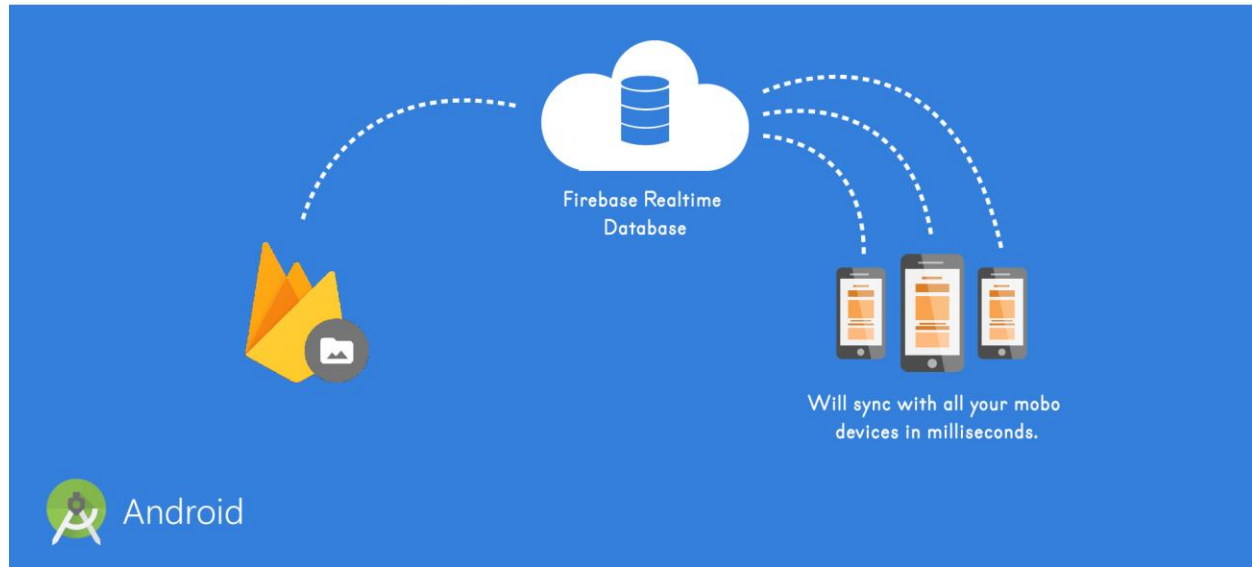 Firebase Realtime
Database
Will sync with all your mobo
devices in milliseconds.
Android